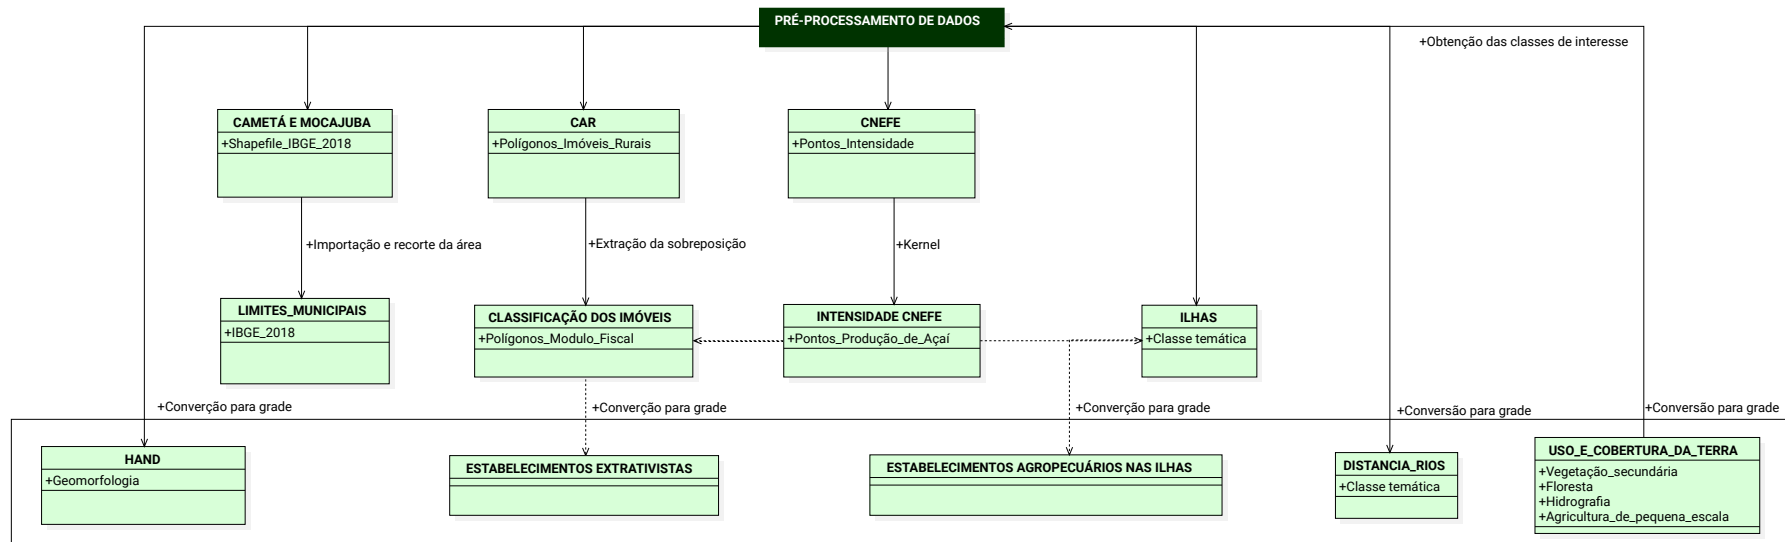 PRÉ-PROCESSAMENTO DE DADOS
+Obtenção das classes de interesse
CAMETÁ E MOCAJUBA
+Shapefile_IBGE_2018
CAR
+Polígonos_Imóveis_Rurais
CNEFE
+Pontos_Intensidade
+Importação e recorte da área
+Extração da sobreposição
+Kernel
LIMITES_MUNICIPAIS
+IBGE_2018
CLASSIFICAÇÃO DOS IMÓVEIS
+Polígonos_Modulo_Fiscal
INTENSIDADE CNEFE
+Pontos_Produção_de_Açaí
ILHAS
+Classe temática
+Converção para grade
+Converção para grade
+Converção para grade
+Conversão para grade
+Conversão para grade
HAND
+Geomorfologia
ESTABELECIMENTOS EXTRATIVISTAS
ESTABELECIMENTOS AGROPECUÁRIOS NAS ILHAS
DISTANCIA_RIOS
+Classe temática
USO_E_COBERTURA_DA_TERRA
+Vegetação_secundária
+Floresta
+Hidrografia
+Agricultura_de_pequena_escala